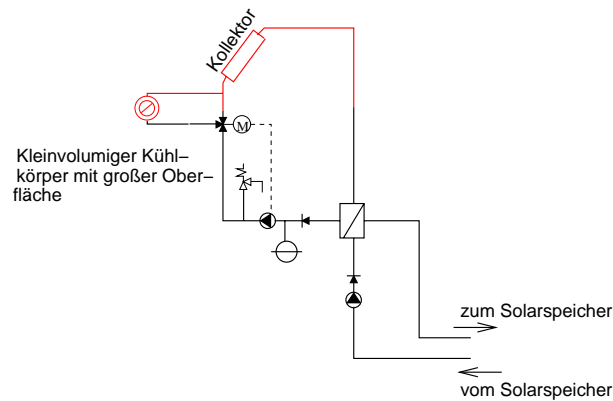 Kollektor
M
Kleinvolumiger Kühl–
körper mit großer Ober–
fläche
zum Solarspeicher
vom Solarspeicher